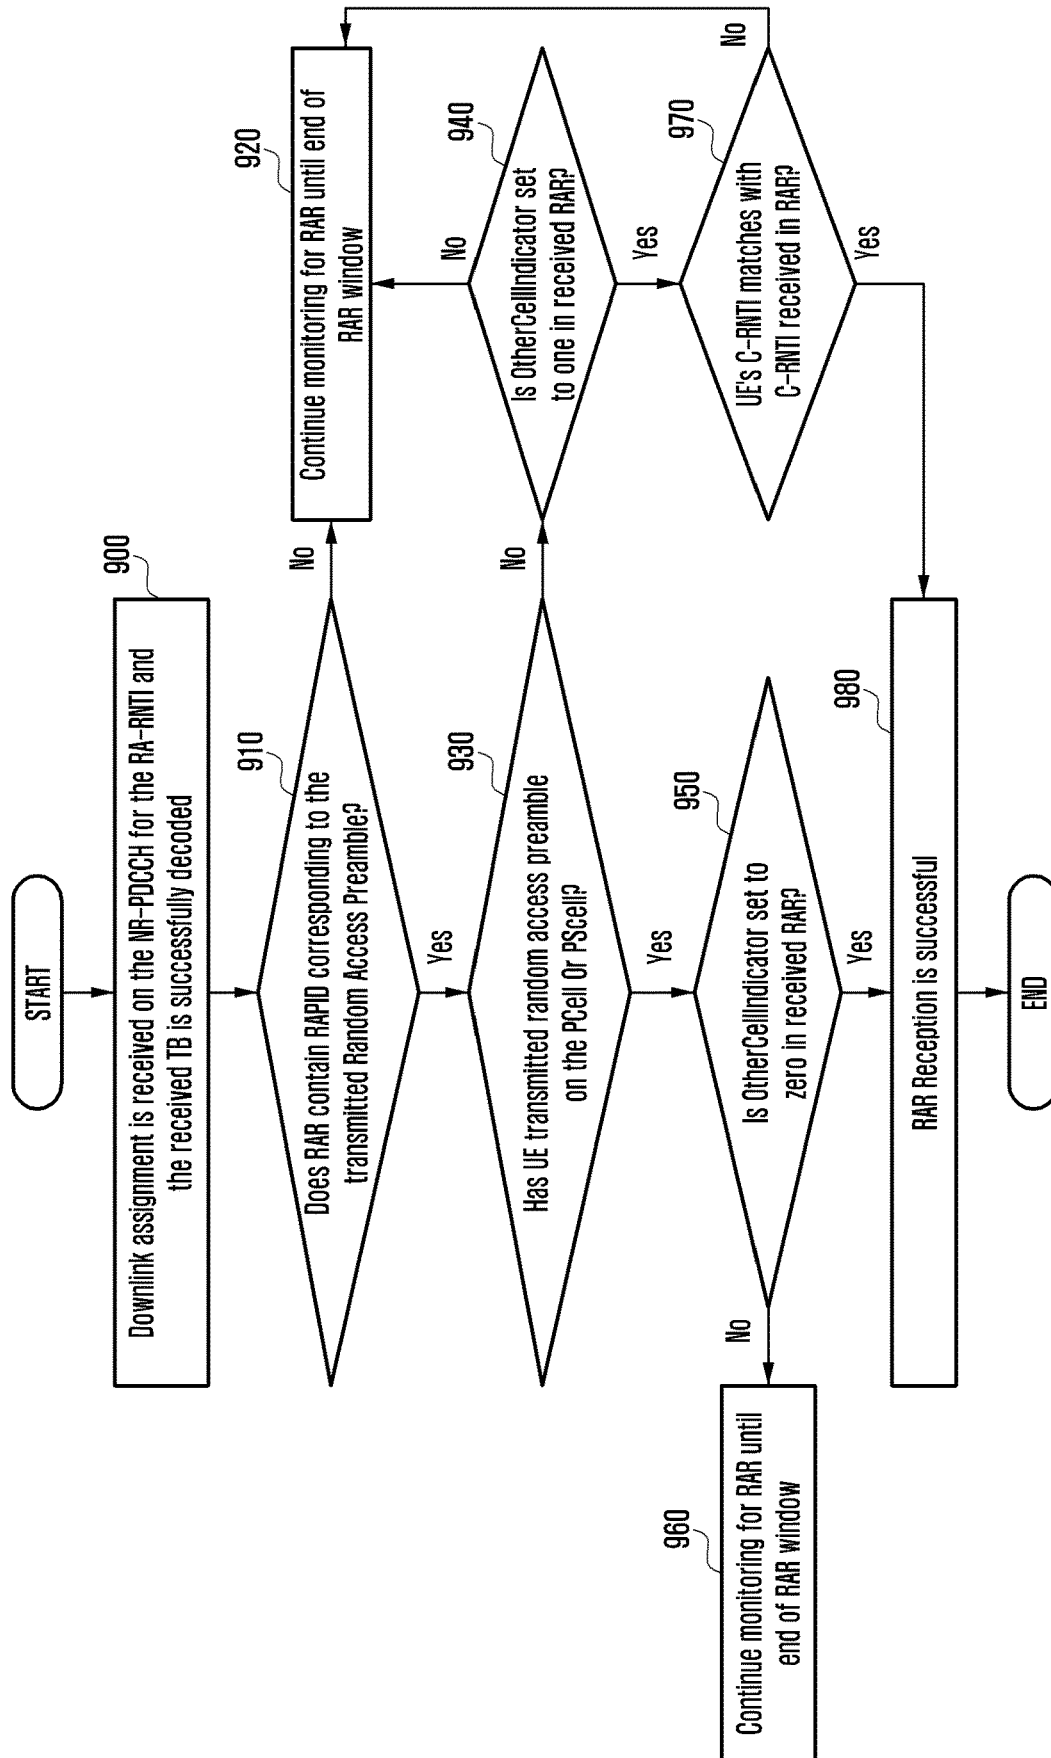 START
900
Downlink assignment is received on the NR-PDCCH for the RA-RNTI and
the received TB is successfully decoded
910
Does RAR contain RAPID corresponding to the
transmitted Random Access Preamble?
No
Yes
920
Continue monitoring for RAR until end of
RAR window
930
Has UE transmitted random access preamble
on the PCell Or PScell?
No
Yes
940
Is OtherCellIndicator set
to one in received RAR?
No
Yes
950
Is OtherCellIndicator set to
zero in received RAR?
No
Yes
960
Continue monitoring for RAR until
end of RAR window
970
UE's C-RNTI matches with
C-RNTI received in RAR?
No
Yes
980
RAR Reception is successful
END